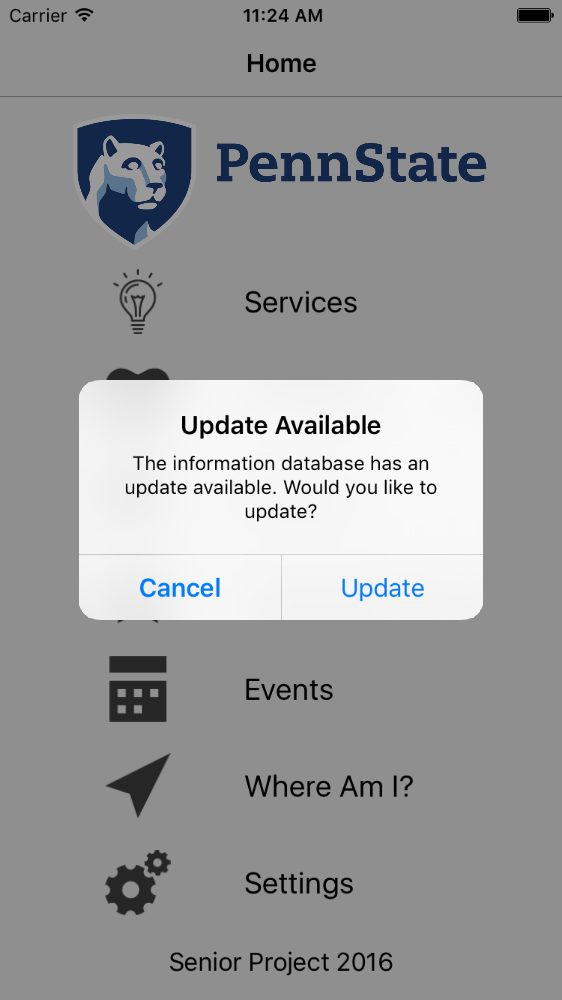 Carrier 11:24 AM
Home
PennState
Services
Update Available
The information database has an
update available. Would you like to
update?
Cancel Update
Events
Where Am I?
Settings
Senior Project 2016